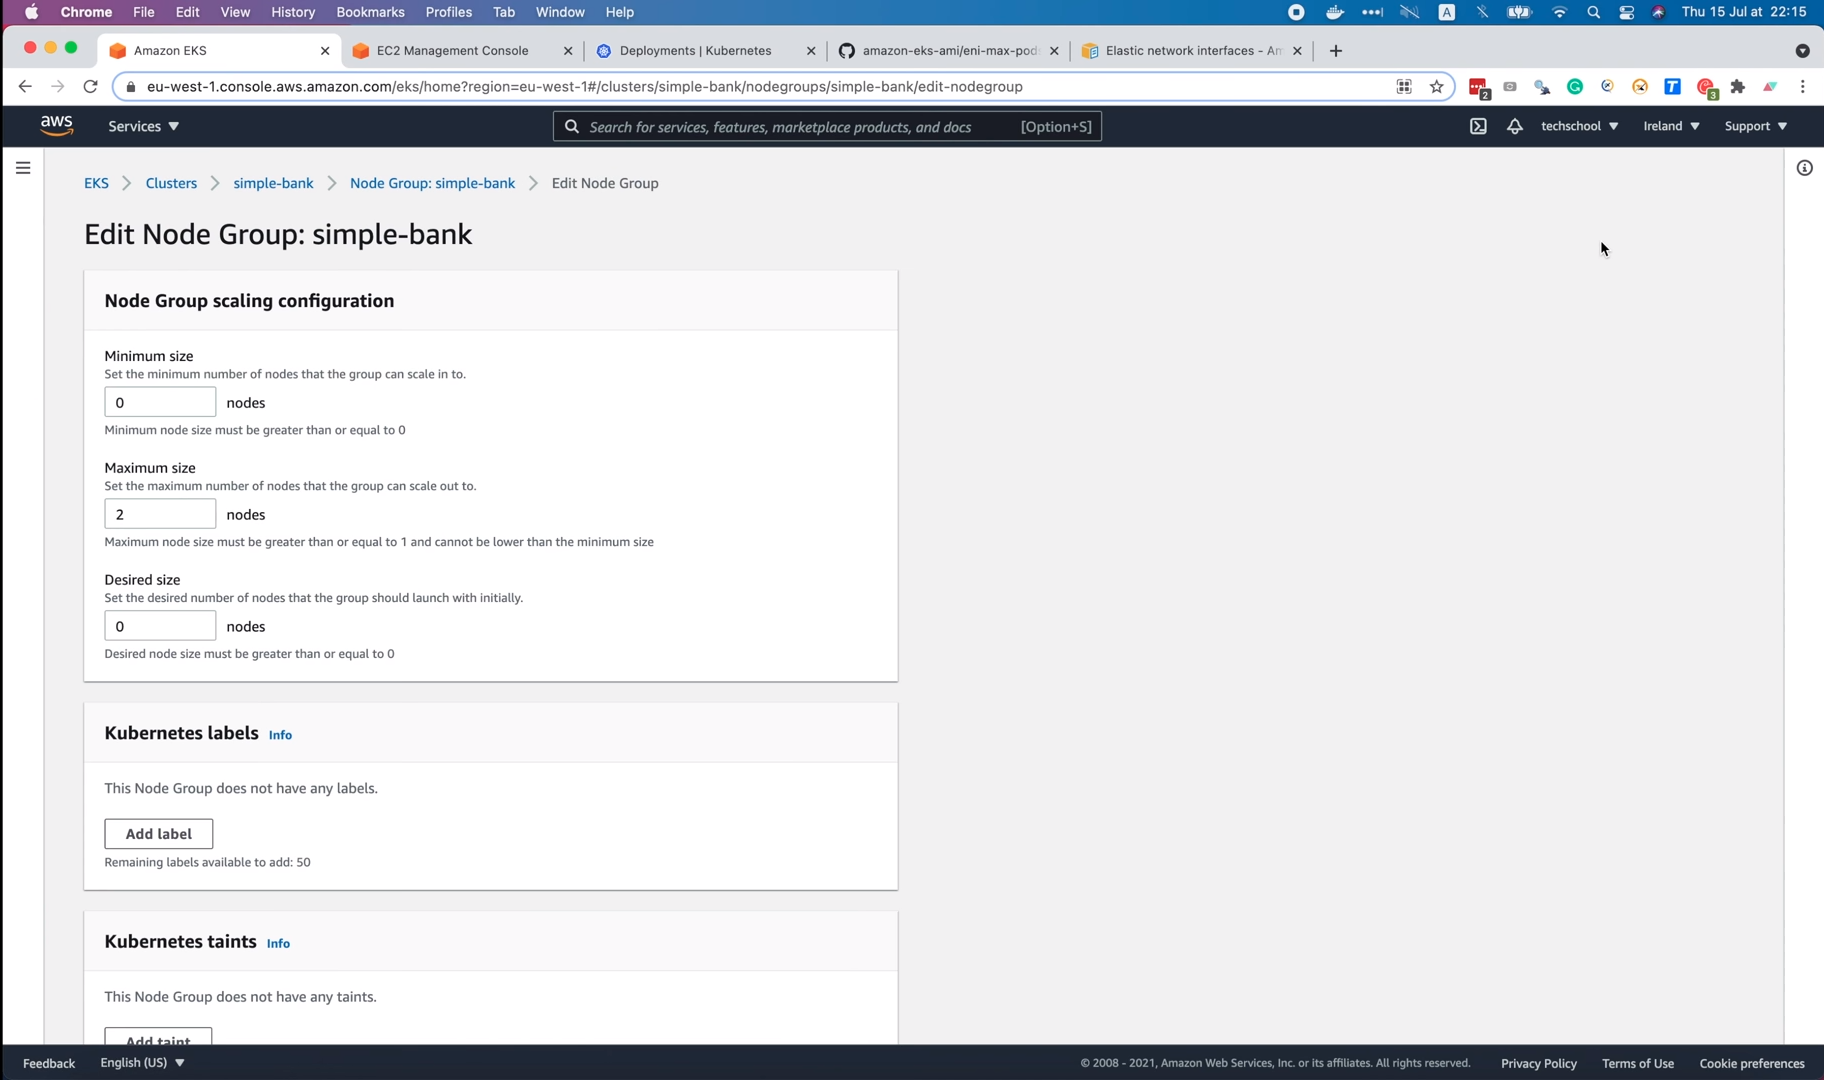 Chrome File Edit View History Bookmarks Profiles Tab Window Help A Thu 15 Jul at 22:15
Amazon EKS EC2 Management Console Deployments | Kubernetes amazon-eks-ami/eni-max-pod Elastic network interfaces - Am
eu-west-1.console.aws.amazon.com/eks/home?region=eu-west-1#/clusters/simple-bank/nodegroups/simple-bank/edit-nodegroup 2 3
aws Services Search for services, features, marketplace products, and docs [Option+S] techschool Ireland Support
EKS Clusters simple-bank Node Group: simple-bank Edit Node Group
Edit Node Group: simple-bank
Node Group scaling configuration
Minimum size
Set the minimum number of nodes that the group can scale in to.
0 nodes
Minimum node size must be greater than or equal to 0
Maximum size
Set the maximum number of nodes that the group can scale out to.
2 nodes
Maximum node size must be greater than or equal to 1 and cannot be lower than the minimum size
Desired size
Set the desired number of nodes that the group should launch with initially.
0 nodes
Desired node size must be greater than or equal to 0
Kubernetes labels Info
This Node Group does not have any labels.
Add label
Remaining labels available to add: 50
Kubernetes taints Info
This Node Group does not have any taints.
Add taint
Feedback English (US) © 2008 - 2021, Amazon Web Services, Inc. or its affiliates. All rights reserved. Privacy Policy Terms of Use Cookie preferences